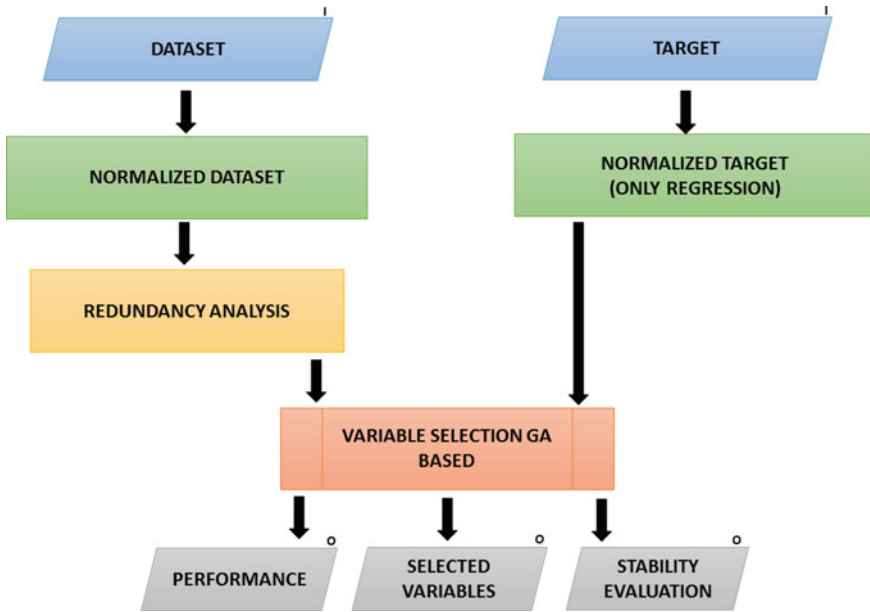 I
I
DATASET
TARGET
NORMALIZED DATASET
NORMALIZED TARGET
(ONLY REGRESSION)
REDUNDANCY ANALYSIS
VARIABLE SELECTION GA
BASED
O
O
O
PERFORMANCE
SELECTED
VARIABLES
STABILITY
EVALUATION